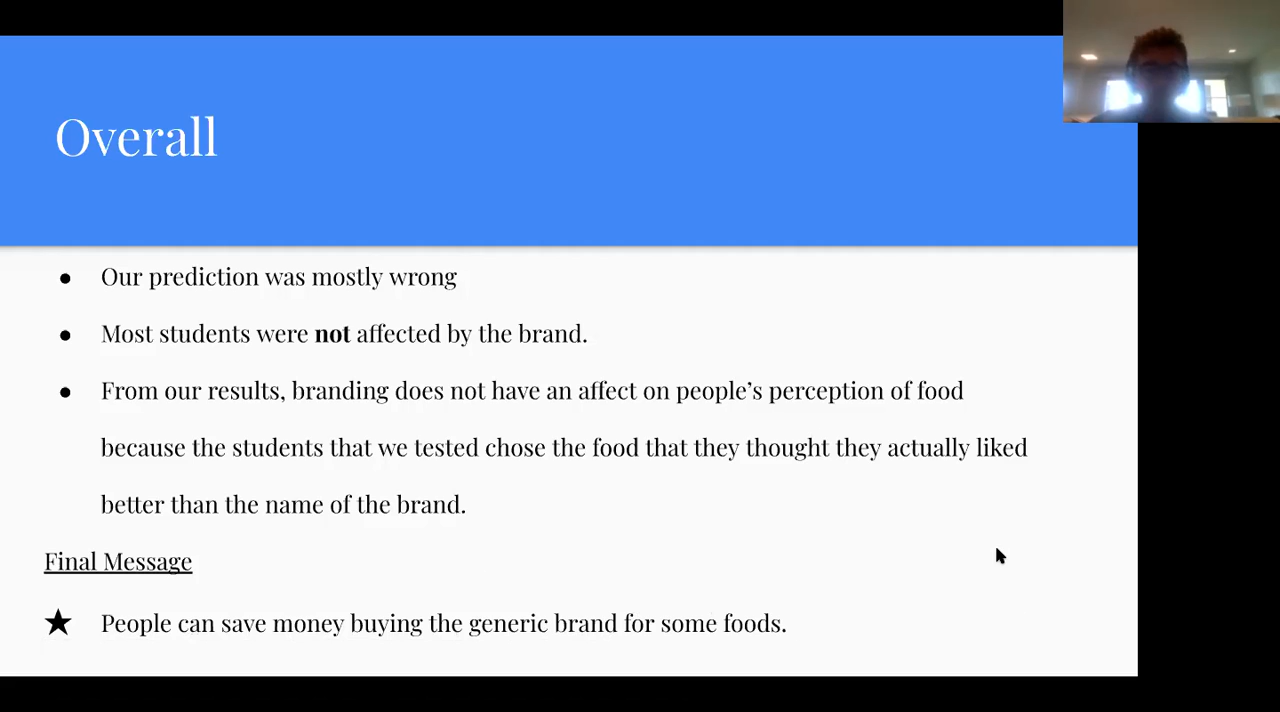 Overall
● Our prediction was mostly wrong
● Most students were not affected by the brand.
● From our results, branding does not have an affect on people’s perception of food
because the students that we tested chose the food that they thought they actually liked
better than the name of the brand.
Final Message
★ People can save money buying the generic brand for some foods.